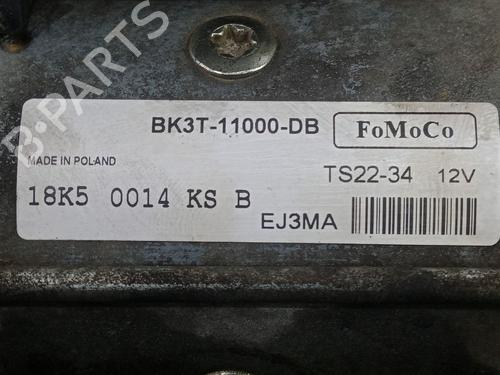 B-PARTS
BK3T-11000-DB FoMoCo
MADE IN POLAND
TS22-34 12V
18K5 0014 KS B
EJ3MA